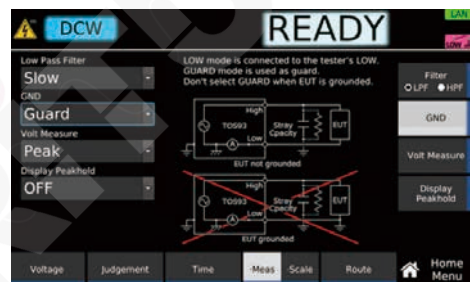 DCW
READY
LAN
LOW
Low Pass Filter
Slow
GND
Guard
Volt Measure
Peak
Display Peakhold
OFF
LOW mode is connected to the tester's LOW.
GUARD mode is used as guard.
Don't select GUARD when EUT is grounded.
High
TOS93
Stray
Cpacity
EUT
Low
A
EUT not grounded
High
TOS93
Stray
Cpacity
EUT
Low
A
EUT grounded
Filter
LPF HPF
GND
Volt Measure
Display
Peakhold
Voltage
Judgement
Time
·Meas
·Scale
Route
Home
Menu